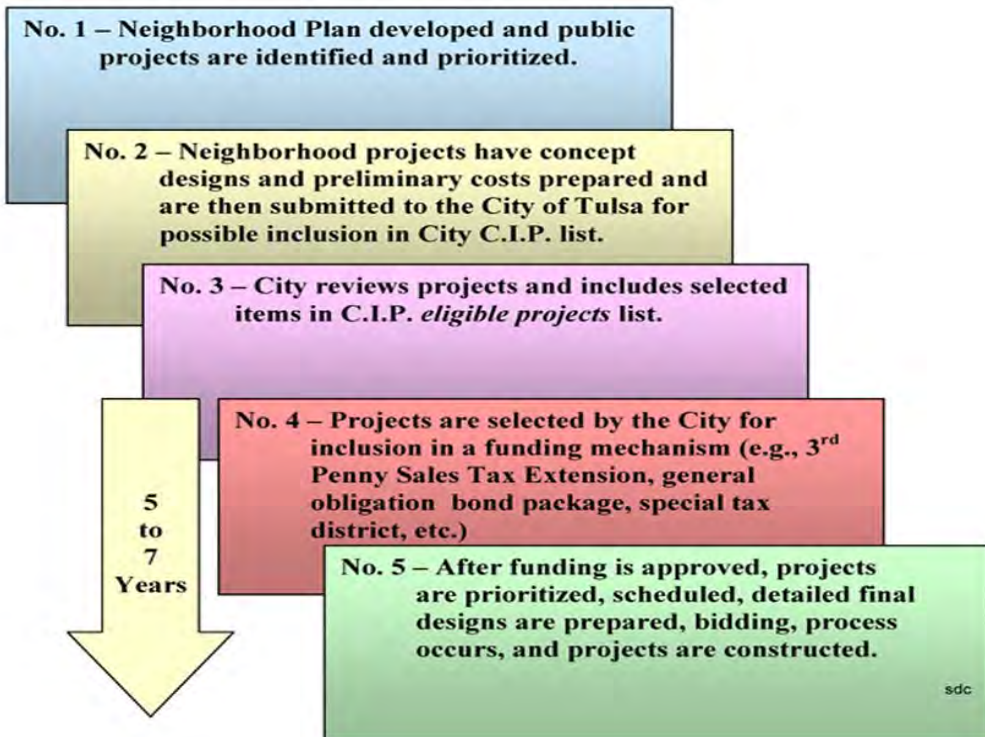 No. 1 – Neighborhood Plan developed and public
projects are identified and prioritized.
No. 2 – Neighborhood projects have concept
designs and preliminary costs prepared and
are then submitted to the City of Tulsa for
possible inclusion in City C.I.P. list.
No. 3 – City reviews projects and includes selected
items in C.I.P. eligible projects list.
No. 4 – Projects are selected by the City for
inclusion in a funding mechanism (e.g., 3rd
Penny Sales Tax Extension, general
obligation bond package, special tax
district, etc.)
No. 5 – After funding is approved, projects
are prioritized, scheduled, detailed final
designs are prepared, bidding, process
occurs, and projects are constructed.
5
to
7
Years
sdc